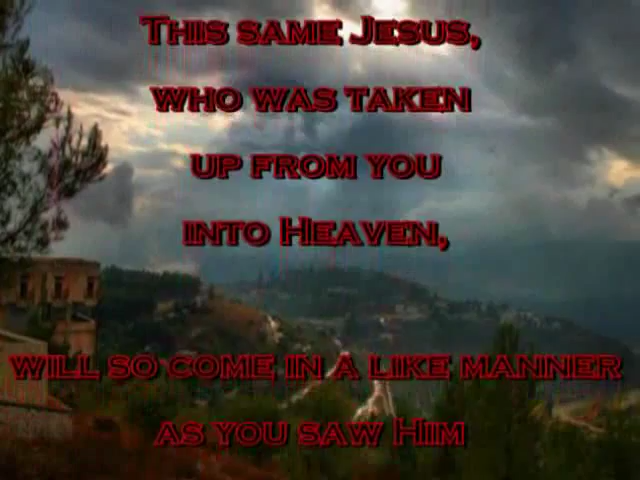 This same Jesus,
who was taken
up from you
into Heaven,
will so come in a like manner
as you saw Him